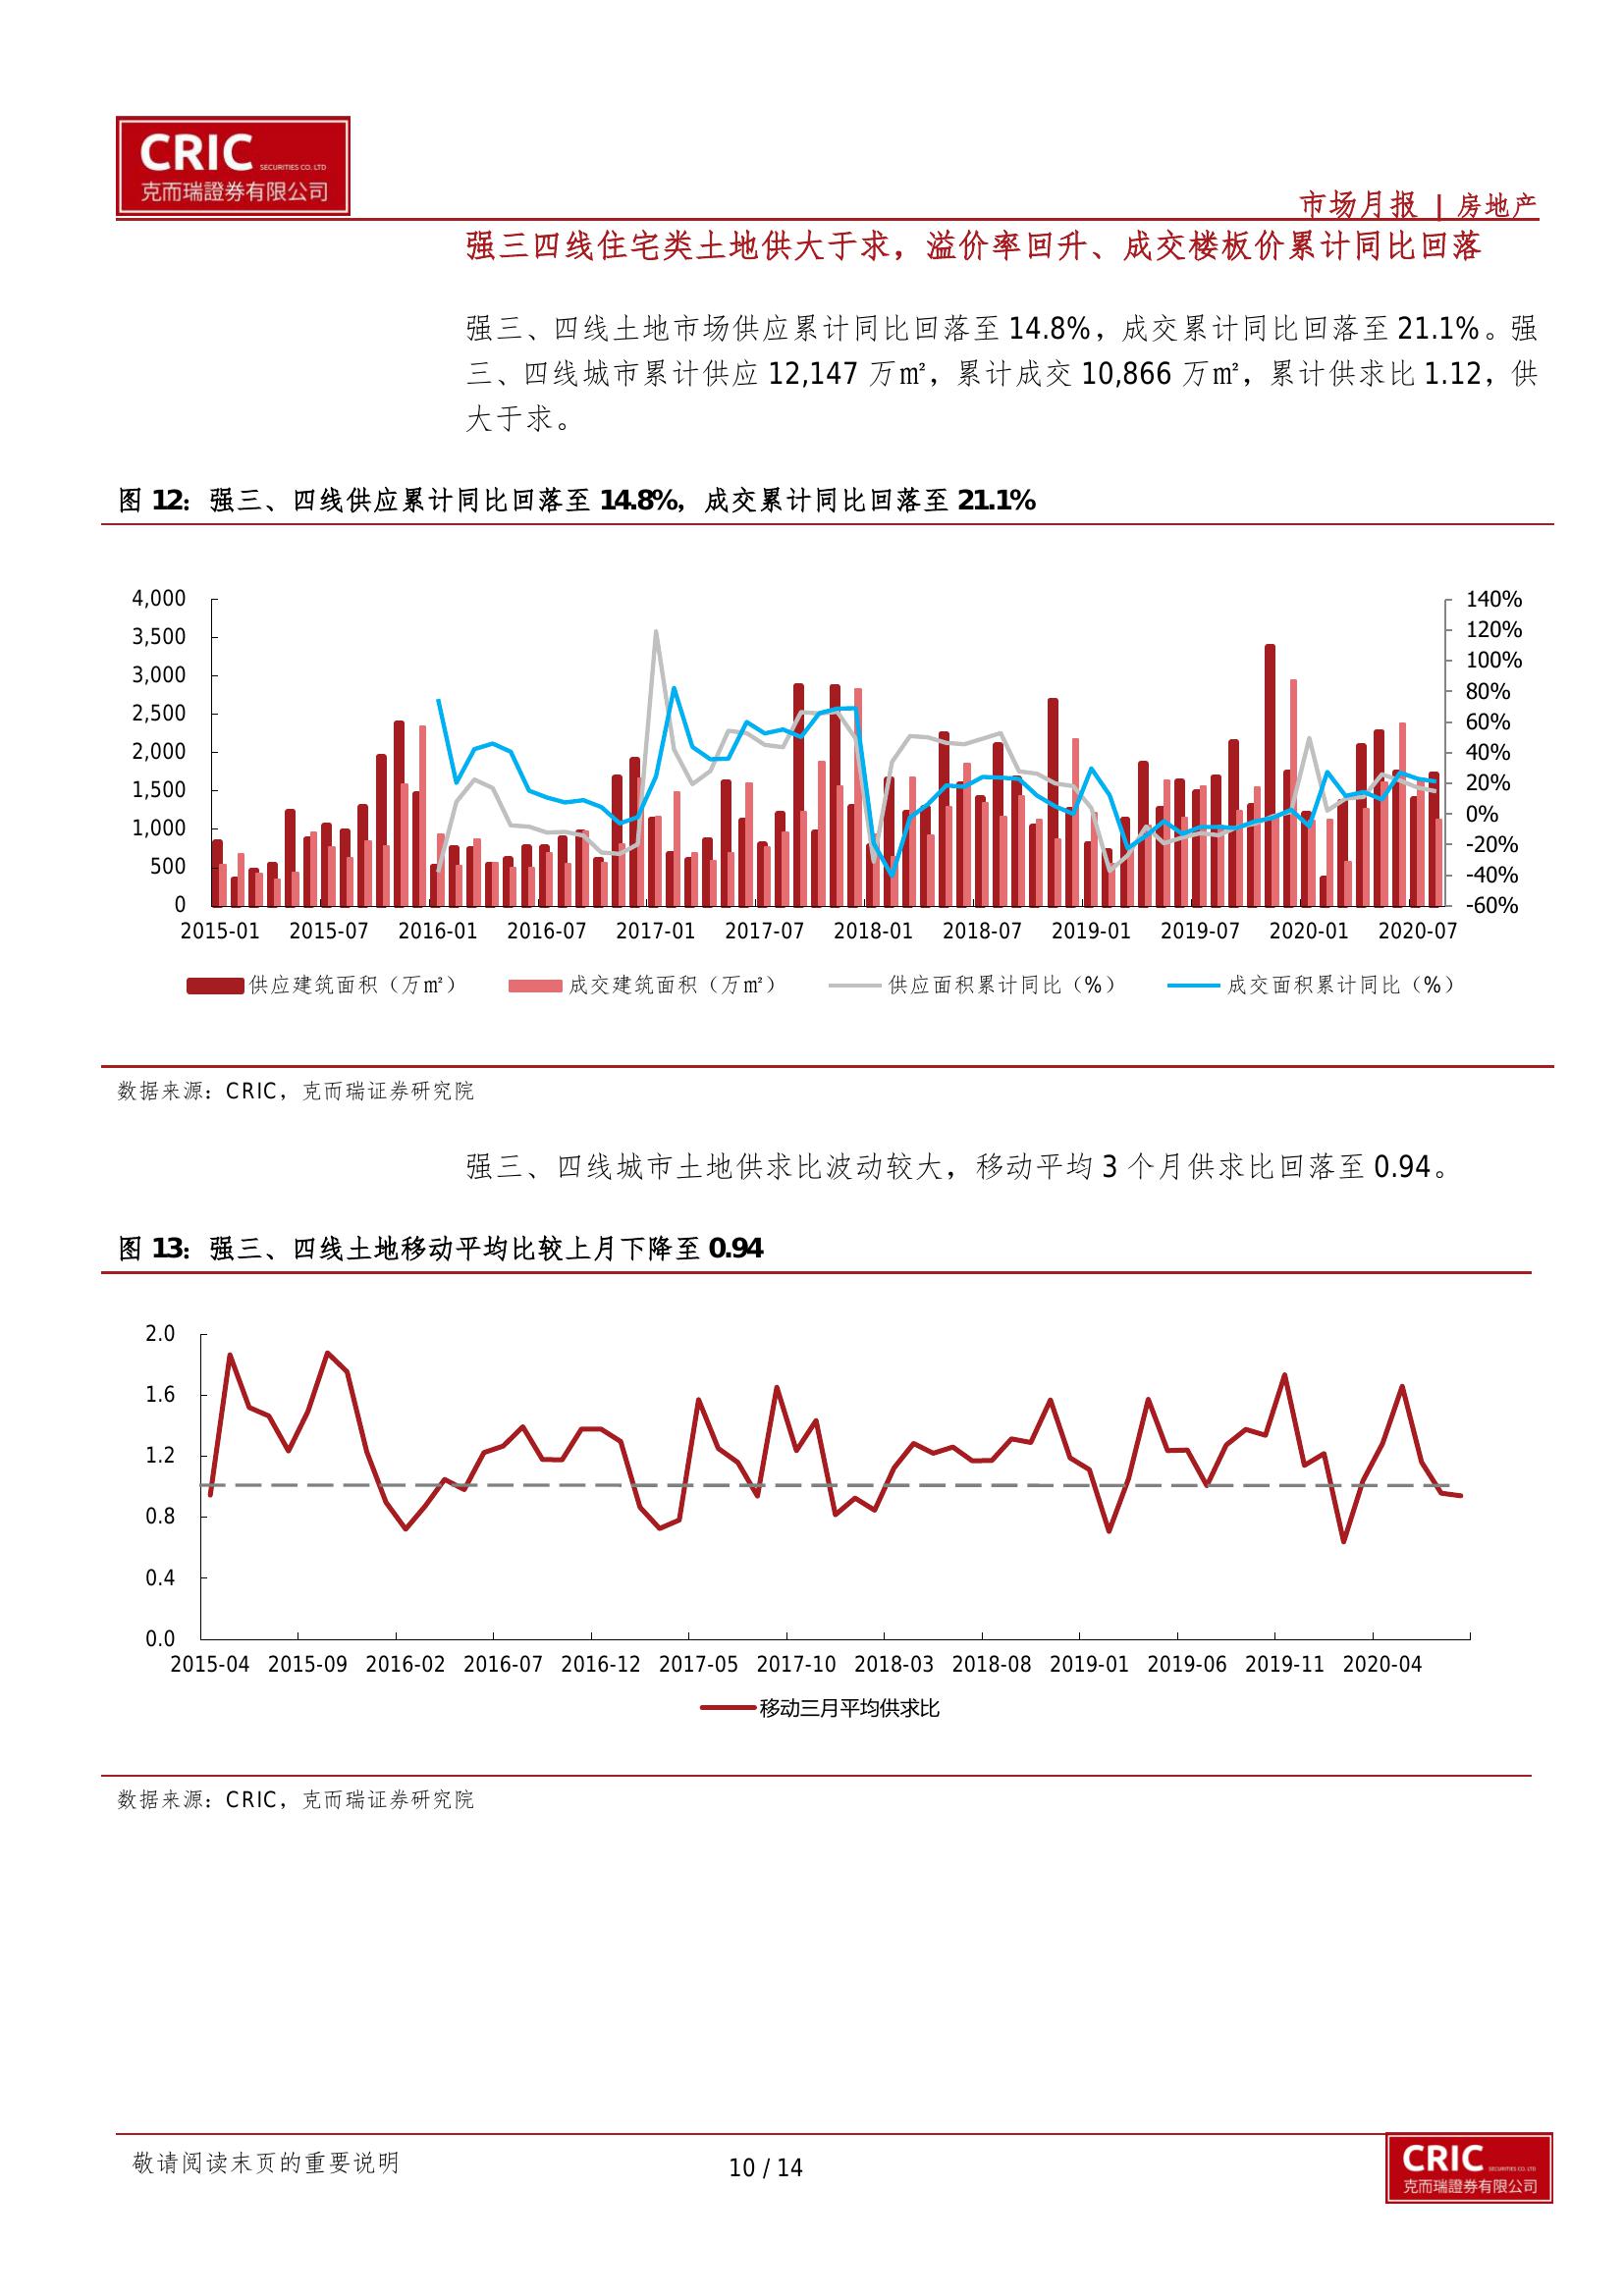 CRIC SECURITIES CO. LTD
克而瑞證券有限公司
市场月报 | 房地产
强三四线住宅类土地供大于求，溢价率回升、成交楼板价累计同比回落
强三、四线土地市场供应累计同比回落至 14.8%，成交累计同比回落至 21.1%。强
三、四线城市累计供应 12,147 万㎡，累计成交 10,866 万㎡，累计供求比 1.12，供
大于求。
图 12：强三、四线供应累计同比回落至 14.8%，成交累计同比回落至 21.1%
4,000
3,500
3,000
2,500
2,000
1,500
1,000
500
0
140%
120%
100%
80%
60%
40%
20%
0%
-20%
-40%
-60%
2015-01 2015-07 2016-01 2016-07 2017-01 2017-07 2018-01 2018-07 2019-01 2019-07 2020-01 2020-07
供应建筑面积（万㎡） 成交建筑面积（万㎡） 供应面积累计同比（%） 成交面积累计同比（%）
数据来源：CRIC，克而瑞证券研究院
强三、四线城市土地供求比波动较大，移动平均 3 个月供求比回落至 0.94。
图 13：强三、四线土地移动平均比较上月下降至 0.94
2.0
1.6
1.2
0.8
0.4
0.0
2015-04 2015-09 2016-02 2016-07 2016-12 2017-05 2017-10 2018-03 2018-08 2019-01 2019-06 2019-11 2020-04
移动三月平均供求比
数据来源：CRIC，克而瑞证券研究院
敬请阅读末页的重要说明
10 / 14
CRIC SECURITIES CO. LTD
克而瑞證券有限公司